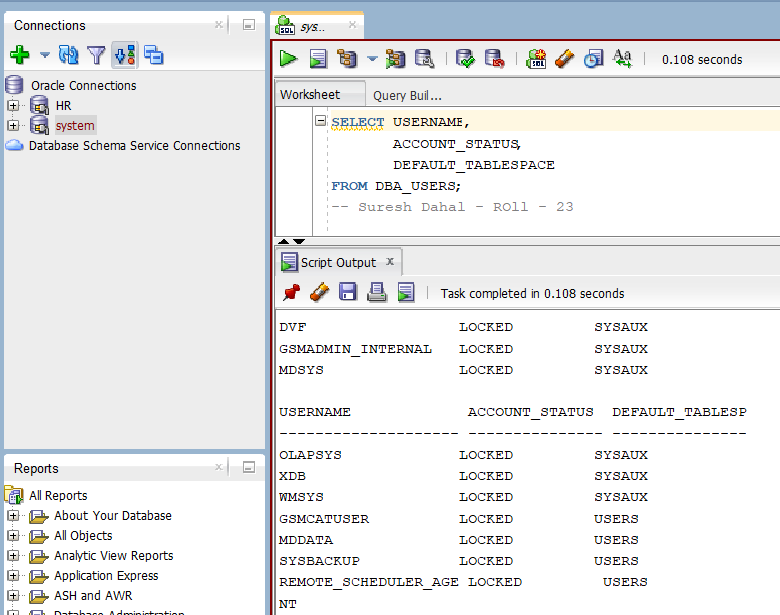 Connections
Oracle Connections
HR
system
Database Schema Service Connections
Reports
All Reports
About Your Database
All Objects
Analytic View Reports
Application Express
ASH and AWR
Database Administration
sys...
SQL
0.108 seconds
Worksheet Query Buil...
SELECT USERNAME,
ACCOUNT_STATUS,
DEFAULT_TABLESPACE
FROM DBA_USERS;
-- Suresh Dahal - ROll - 23
Script Output x
Task completed in 0.108 seconds
DVF LOCKED SYSAUX
GSMADMIN_INTERNAL LOCKED SYSAUX
MDSYS LOCKED SYSAUX
USERNAME ACCOUNT_STATUS DEFAULT_TABLESP
-------------------- --------------- ---------------
OLAPSYS LOCKED SYSAUX
XDB LOCKED SYSAUX
WMSYS LOCKED SYSAUX
GSMCATUSER LOCKED USERS
MDDATA LOCKED USERS
SYSBACKUP LOCKED USERS
REMOTE_SCHEDULER_AGE LOCKED USERS
NT